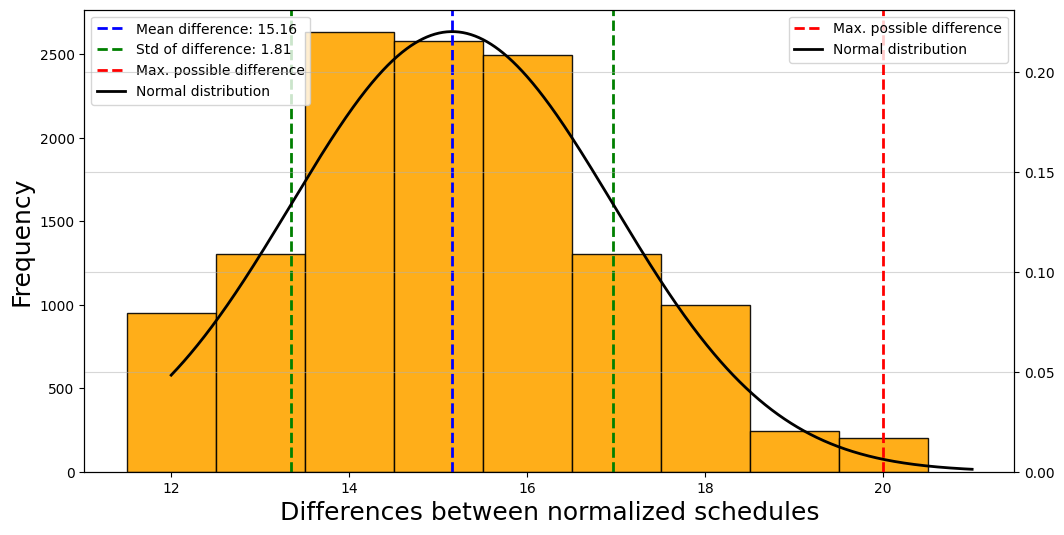 Mean difference: 15.16
Std of difference: 1.81
Max. possible difference
Normal distribution
Max. possible difference
Normal distribution
Frequency
2500
2000
1500
1000
500
0
0.20
0.15
0.10
0.05
0.00
12 14 16 18 20
Differences between normalized schedules